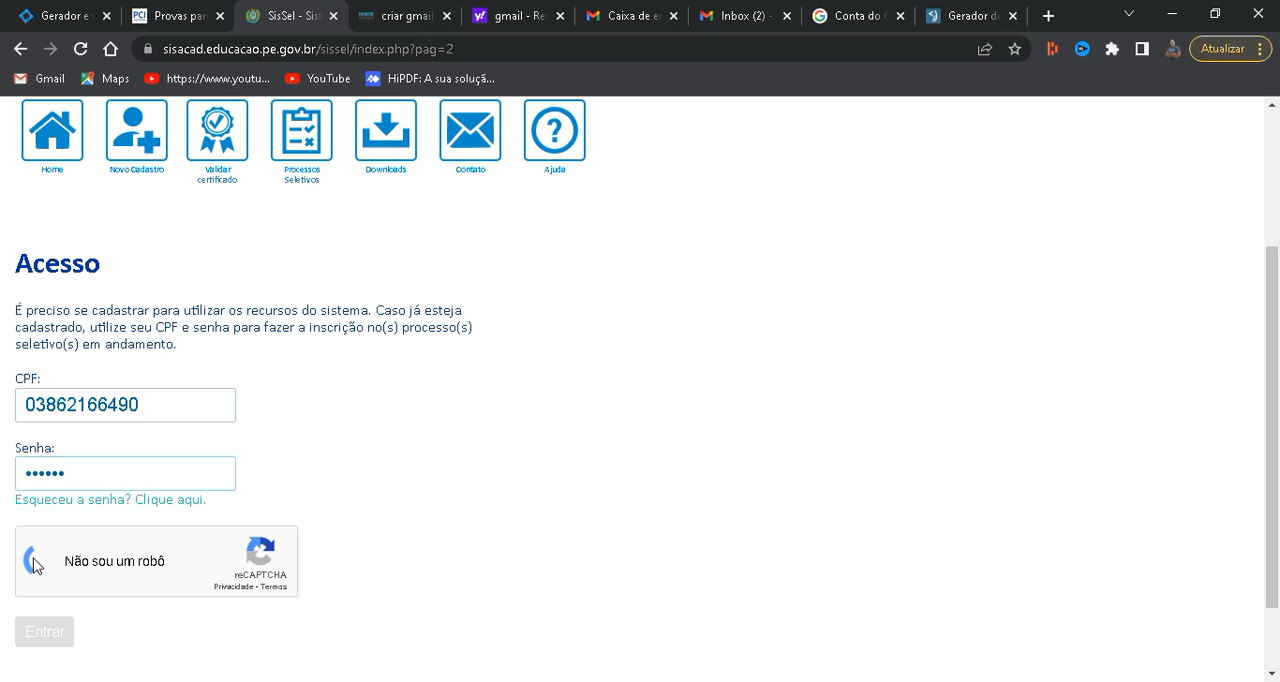 Gerador e v
Provas par
SisSel - Sis
criar gmail
gmail - Re
Caixa de e
Inbox (2) -
Conta do
Gerador de
sisacad.educacao.pe.gov.br/sissel/index.php?pag=2
Atualizar
Gmail
Maps
https://www.youtu...
YouTube
HiPDF: A sua soluçã...
Home
Novo Cadastro
Validar
certificado
Processos
Seletivos
Downloads
Contato
Ajuda
Acesso
É preciso se cadastrar para utilizar os recursos do sistema. Caso já esteja
cadastrado, utilize seu CPF e senha para fazer a inscrição no(s) processo(s)
seletivo(s) em andamento.
CPF:
03862166490
Senha:
••••••
Esqueceu a senha? Clique aqui.
Não sou um robô
reCAPTCHA
Privacidade - Termos
Entrar